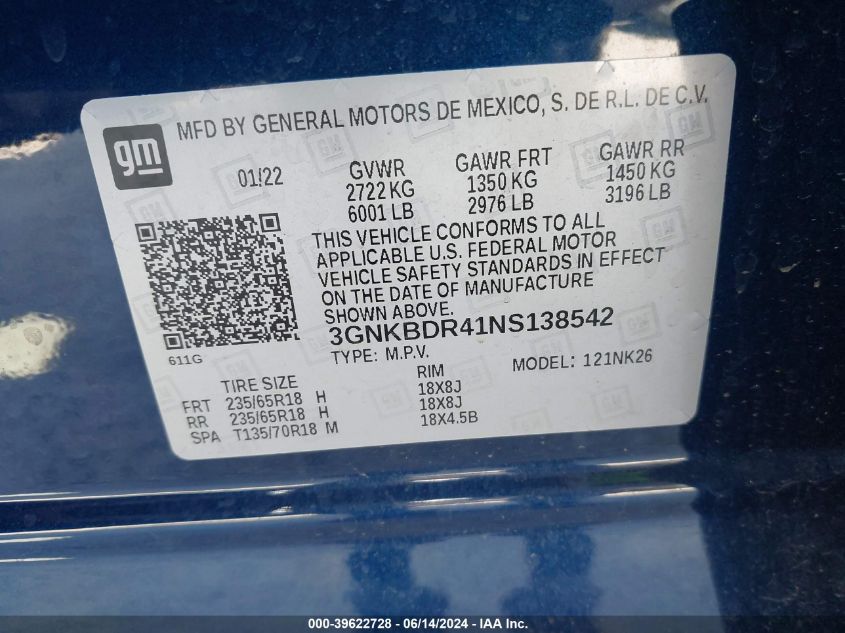 gm
MFD BY GENERAL MOTORS DE MEXICO, S. DE R.L. DE C.V.
01/22
GVWR
2722 KG
6001 LB
GAWR FRT
1350 KG
2976 LB
GAWR RR
1450 KG
3196 LB
THIS VEHICLE CONFORMS TO ALL
APPLICABLE U.S. FEDERAL MOTOR
VEHICLE SAFETY STANDARDS IN EFFECT
ON THE DATE OF MANUFACTURE
SHOWN ABOVE.
3GNKBDR41NS138542
611G
TYPE: M.P.V.
MODEL: 121NK26
TIRE SIZE RIM
FRT 235/65R18 H 18X8J
RR 235/65R18 H 18X8J
SPA T135/70R18 M 18X4.5B
000-39622728 - 06/14/2024 - IAA Inc.